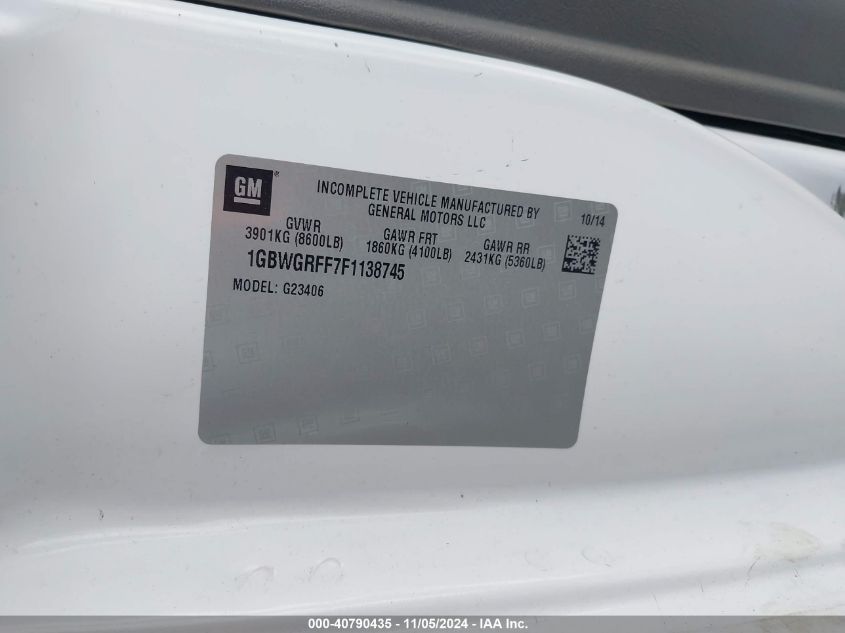 GM®
INCOMPLETE VEHICLE MANUFACTURED BY
GENERAL MOTORS LLC
10/14
GVWR
3901KG (8600LB)
GAWR FRT
1860KG (4100LB)
GAWR RR
2431KG (5360LB)
1GBWGRFF7F1138745
MODEL: G23406
000-40790435 - 11/05/2024 - IAA Inc.